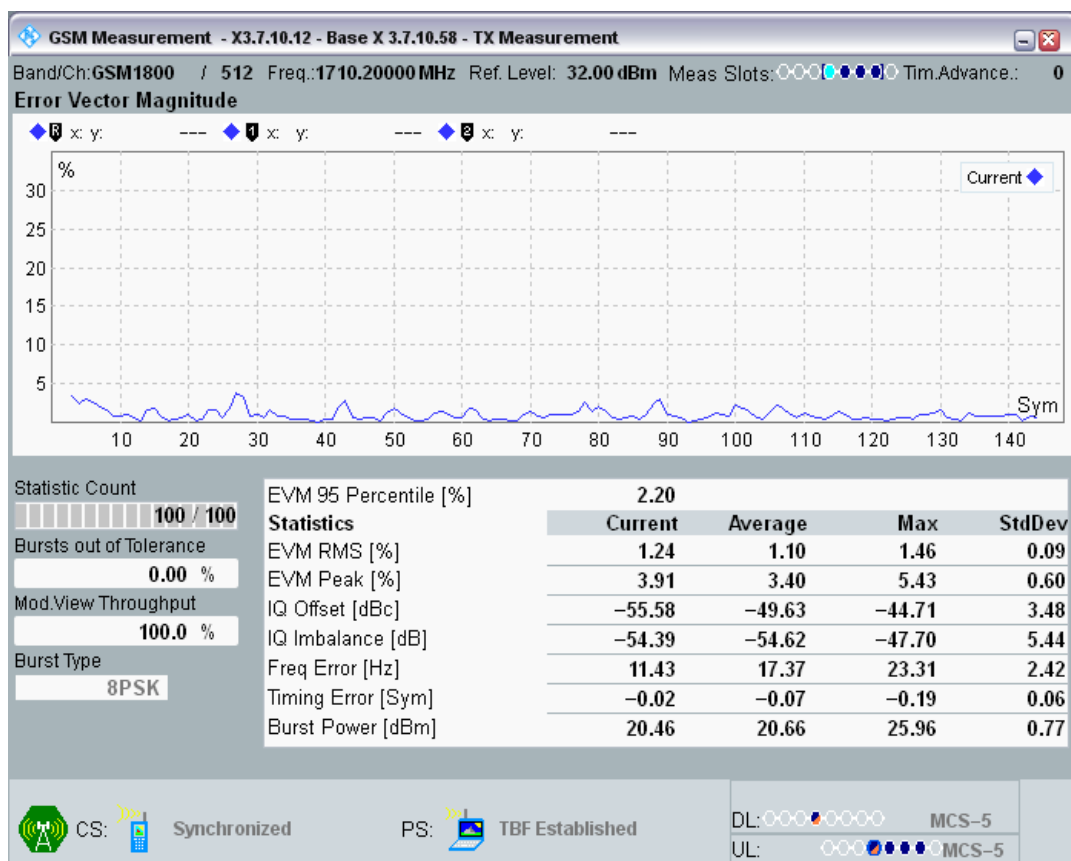 GSM Measurement - X3.7.10.12 - Base X 3.7.10.58 - TX Measurement
Band/Ch:GSM1800 / 512 Freq.:1710.20000 MHz Ref. Level: 32.00 dBm Meas Slots: Tim.Advance.: 0
Error Vector Magnitude
R x: y: --- 1 x: y: --- 2 x: y: ---
%
Current
30
25
20
15
10
5
Sym
10 20 30 40 50 60 70 80 90 100 110 120 130 140
Statistic Count
100 / 100
Bursts out of Tolerance
0.00 %
Mod.View Throughput
100.0 %
Burst Type
8PSK
EVM 95 Percentile [%] 2.20
Statistics Current Average Max StdDev
EVM RMS [%] 1.24 1.10 1.46 0.09
EVM Peak [%] 3.91 3.40 5.43 0.60
IQ Offset [dBc] −55.58 −49.63 −44.71 3.48
IQ Imbalance [dB] −54.39 −54.62 −47.70 5.44
Freq Error [Hz] 11.43 17.37 23.31 2.42
Timing Error [Sym] −0.02 −0.07 −0.19 0.06
Burst Power [dBm] 20.46 20.66 25.96 0.77
CS: Synchronized PS: TBF Established
DL: MCS−5
UL: MCS−5